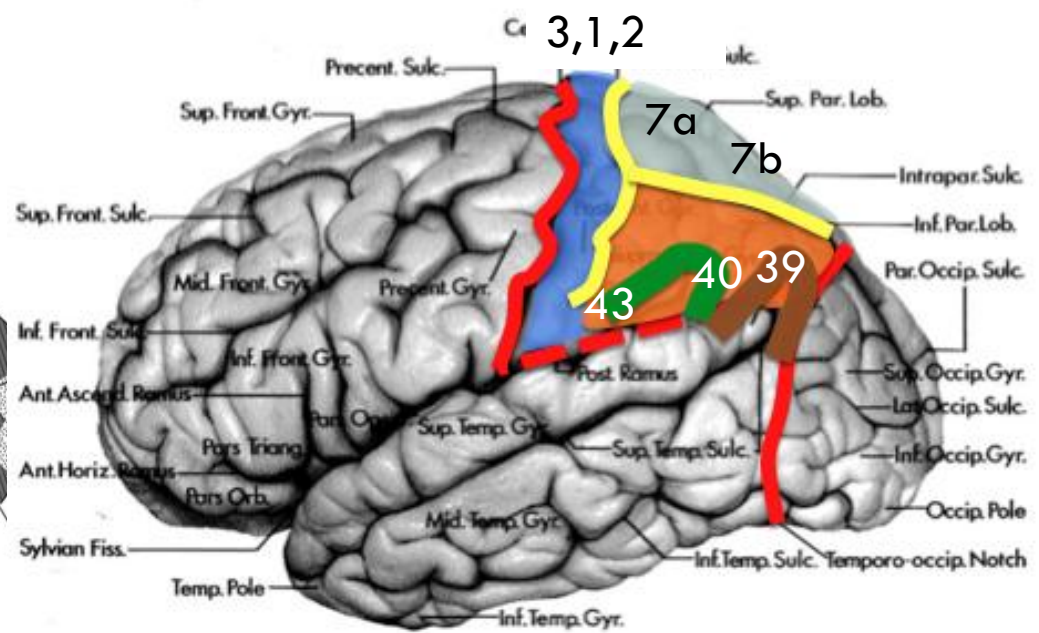 3,1,2
Precent. Sulc.
ulc.
Sup. Front. Gyr.
Sup. Par. Lob.
7a
7b
Intrapar. Sulc.
Sup. Front. Sulc.
Inf. Par. Lob.
Mid. Front. Gyr.
Precent. Gyr.
43
40
39
Par. Occip. Sulc.
Inf. Front. Sulc.
Inf. Front. Gyr.
Post. Ramus
Sup. Occip. Gyr.
Ant. Ascend. Ramus
Sup. Temp. Gyr.
Lat. Occip. Sulc.
Pars Triang.
Sup. Temp. Sulc.
Inf. Occip. Gyr.
Ant. Horiz. Ramus
Pars Orb.
Mid. Temp. Gyr.
Occip. Pole
Sylvian Fiss.
Inf. Temp. Sulc.
Temporo-occip. Notch
Temp. Pole
Inf. Temp. Gyr.